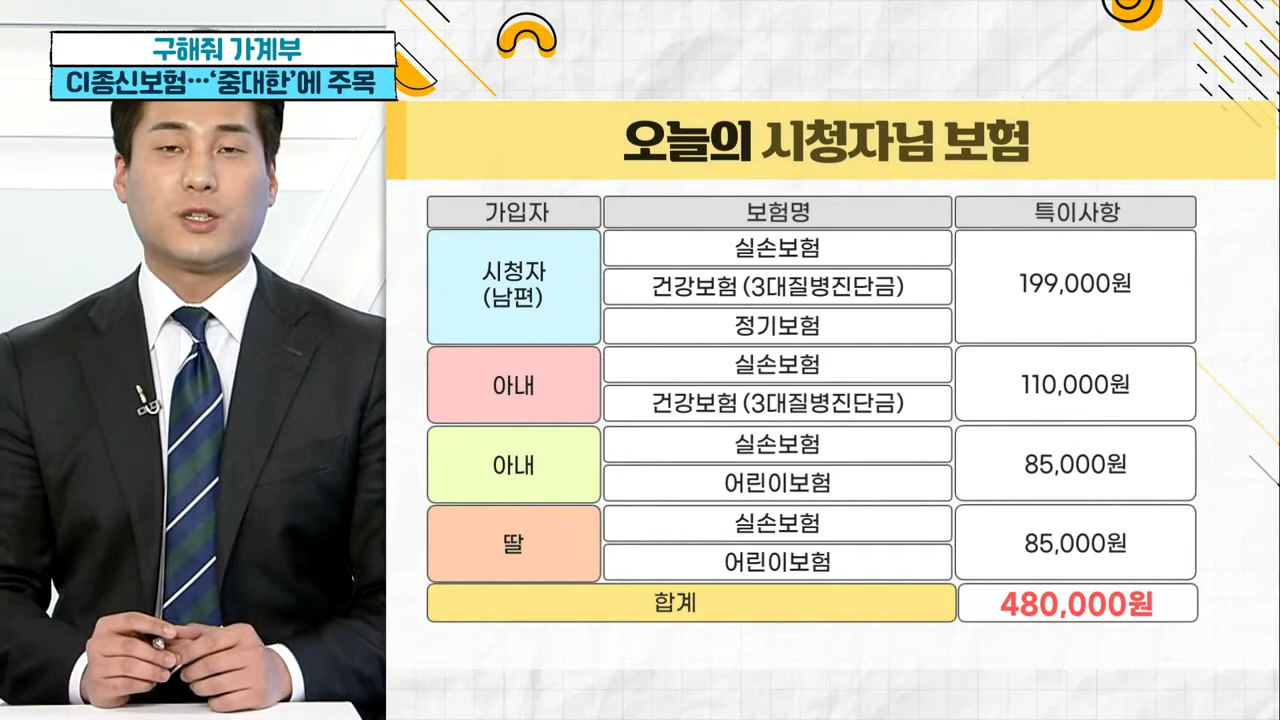 구해줘 가계부
CI종신보험…‘중대한’에 주목
오늘의 시청자님 보험
가입자 보험명 특이사항
시청자
(남편)
실손보험
건강보험 (3대질병진단금)
정기보험
199,000원
아내
실손보험
건강보험 (3대질병진단금)
110,000원
아내
실손보험
어린이보험
85,000원
딸
실손보험
어린이보험
85,000원
합계 480,000원